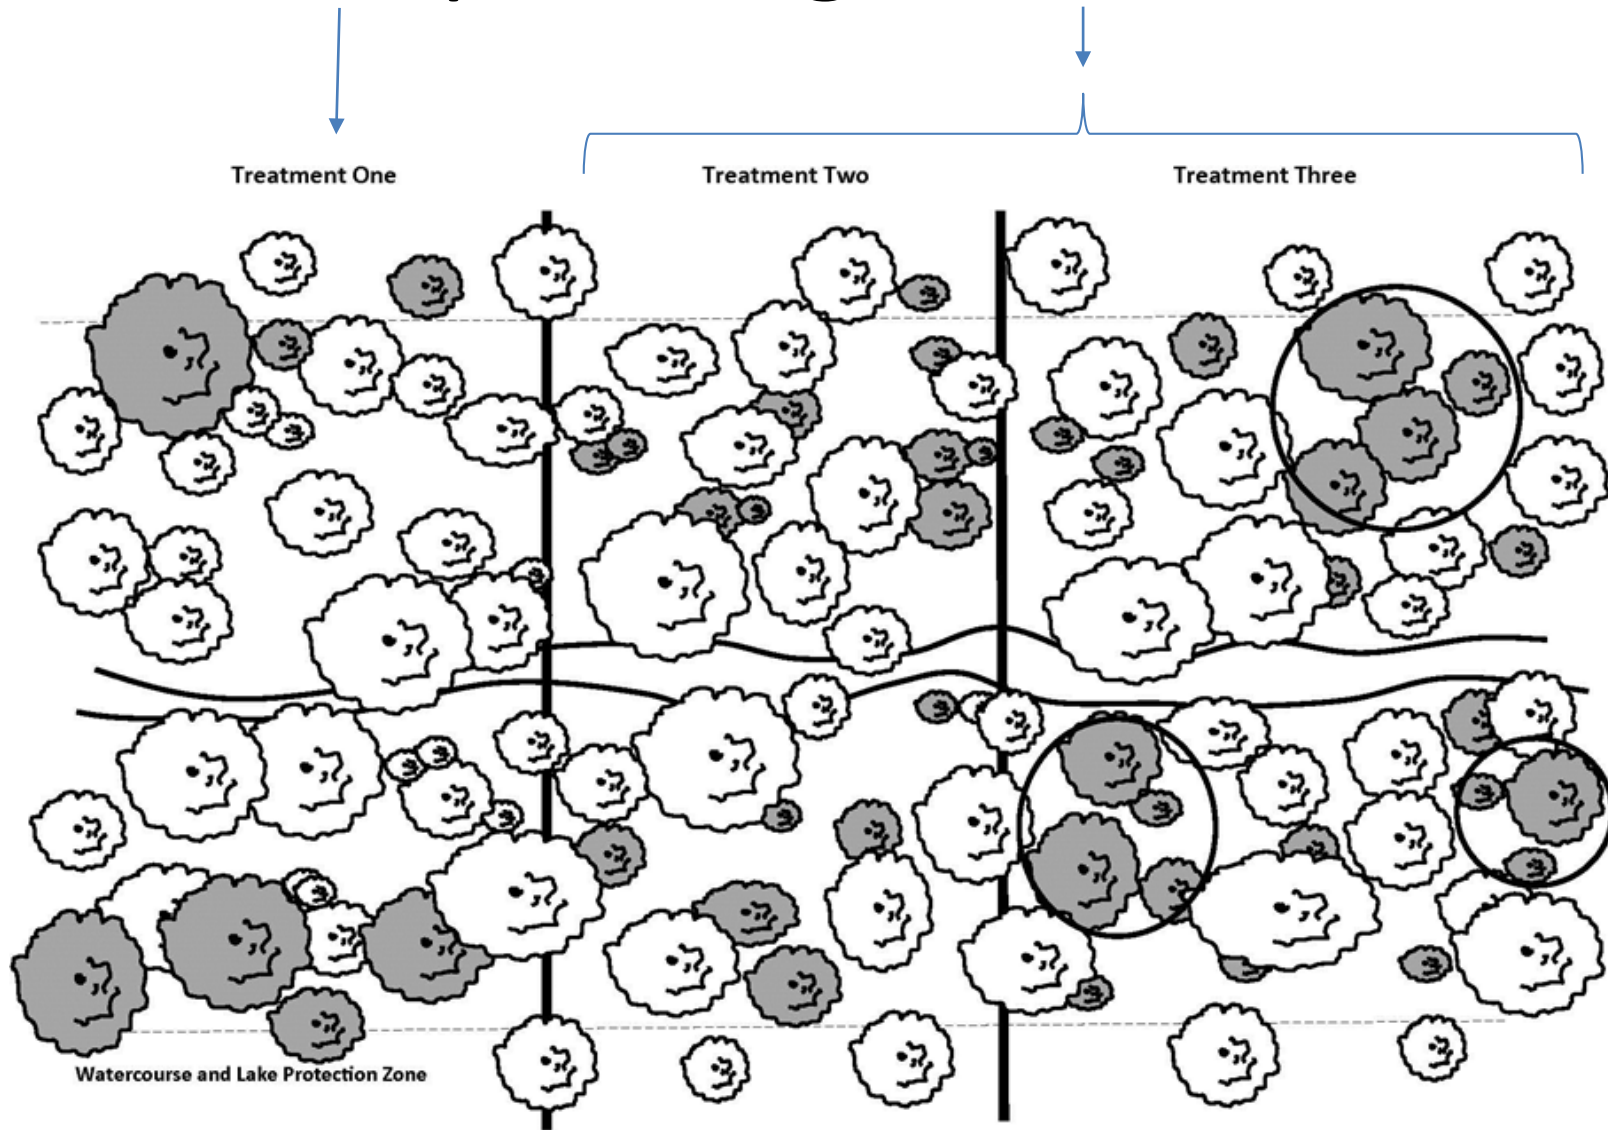 Treatment One
Treatment Two
Treatment Three
Watercourse and Lake Protection Zone